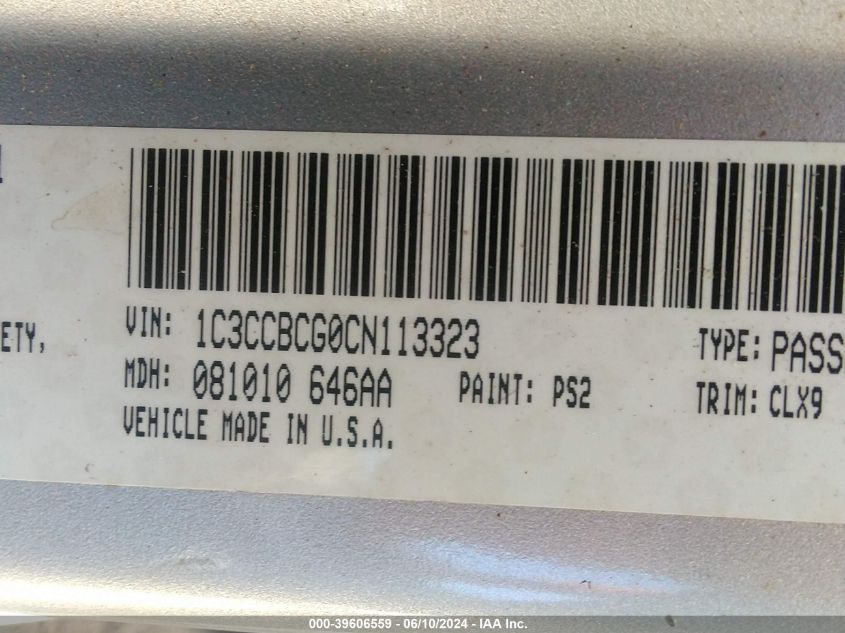 ETY,
VIN: 1C3CCBCG0CN113323
TYPE: PASS
MDH: 081010 646AA
PAINT: PS2
TRIM: CLX9
VEHICLE MADE IN U.S.A.
000-39606559 - 06/10/2024 - IAA Inc.